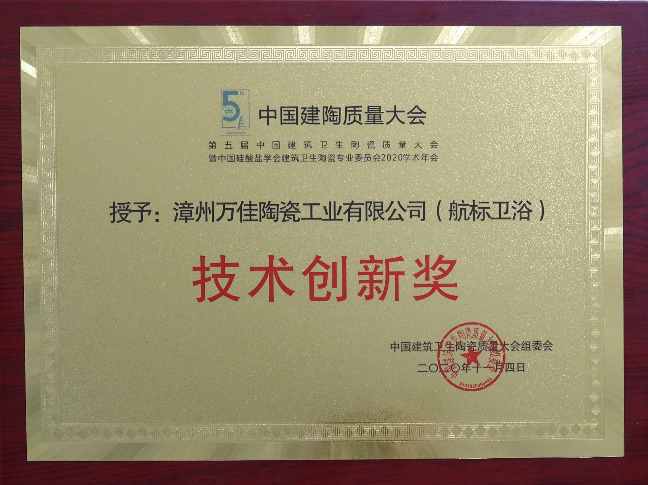 5th
中国建陶质量大会
第五届中国建筑卫生陶瓷质量大会
暨中国硅酸盐学会建筑卫生陶瓷专业委员会2020学术年会
授予：漳州万佳陶瓷工业有限公司（航标卫浴）
技术创新奖
中国建筑卫生陶瓷质量大会组委会
二〇二〇年十一月四日